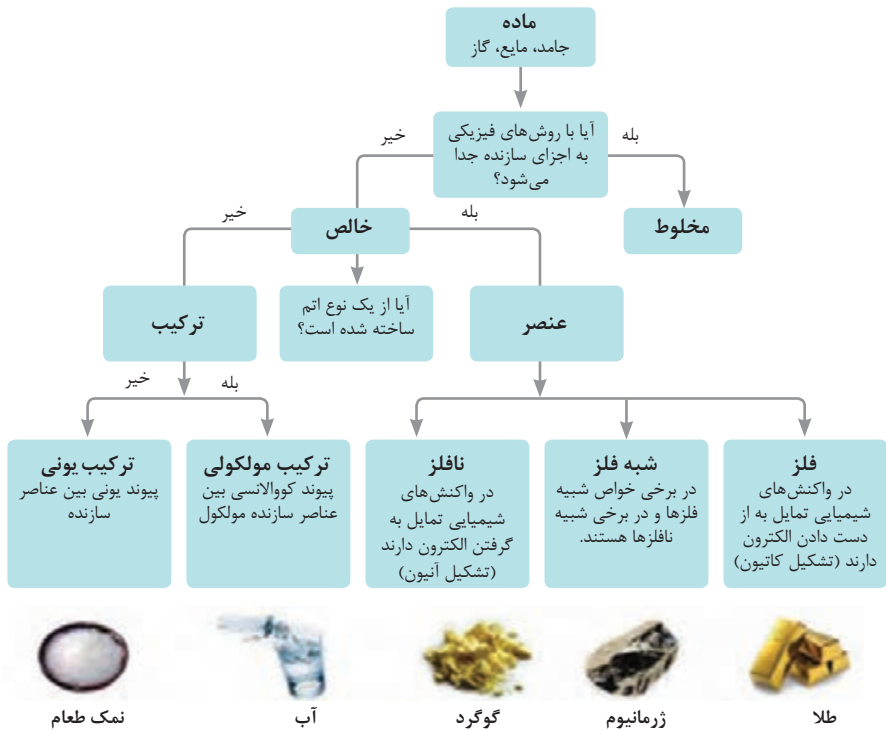 ماده
جامد، مایع، گاز
آیا با روش‌های فیزیکی
به اجزای سازنده جدا
می‌شود؟
بله
خیر
مخلوط
خالص
بله
خیر
عنصر
آیا از یک نوع اتم
ساخته شده است؟
ترکیب
بله
خیر
فلز
در واکنش‌های
شیمیایی تمایل به از
دست دادن الکترون
دارند (تشکیل کاتیون)
شبه فلز
در برخی خواص شبیه
فلزها و در برخی شبیه
نافلزها هستند.
نافلز
در واکنش‌های
شیمیایی تمایل به
گرفتن الکترون دارند
(تشکیل آنیون)
ترکیب مولکولی
پیوند کووالانسی بین
عناصر سازنده مولکول
ترکیب یونی
پیوند یونی بین عناصر
سازنده
طلا
ژرمانیوم
گوگرد
آب
نمک طعام